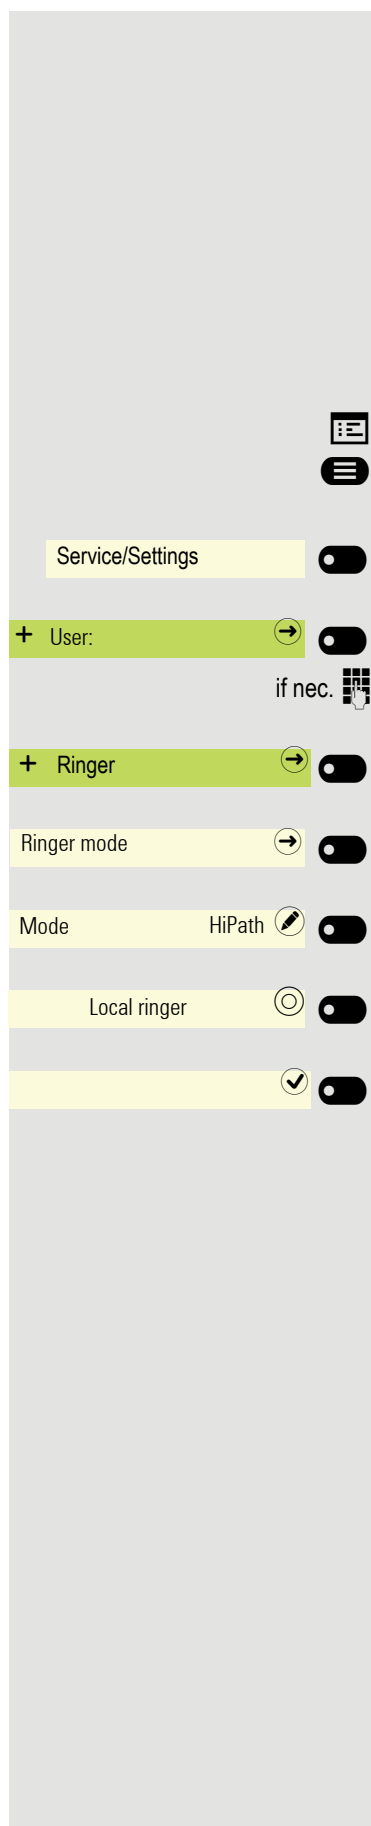 Service/Settings
+ User:
if nec.
+ Ringer
Ringer mode
Mode HiPath
Local ringer